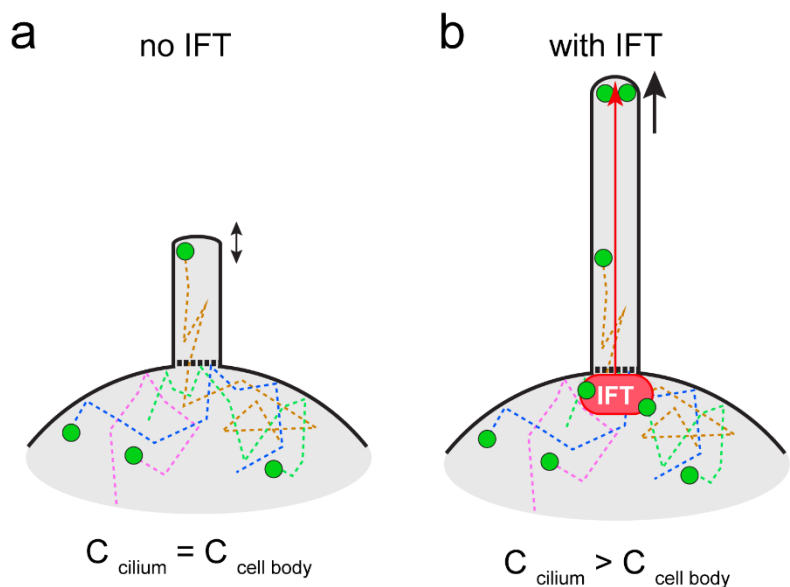 a
no IFT
C cilium = C cell body
b
with IFT
IFT
C cilium > C cell body